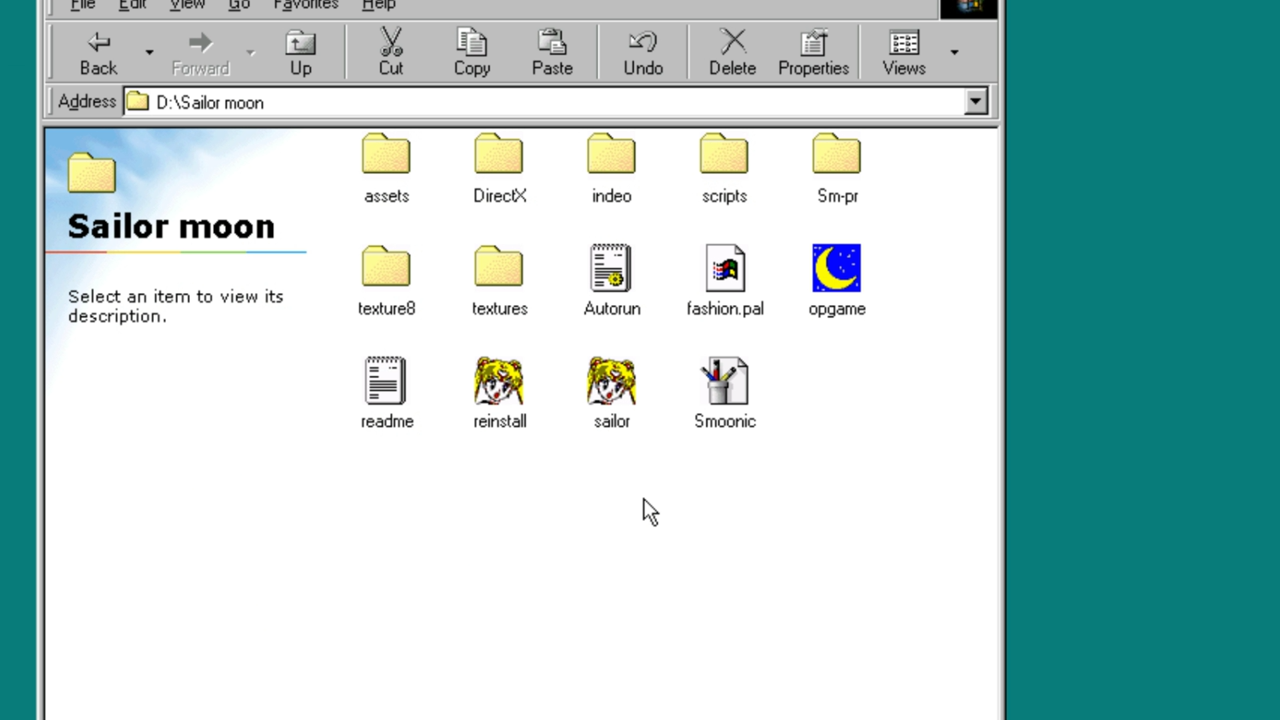 File Edit View Go Favorites Help
Back Forward Up Cut Copy Paste Undo Delete Properties Views
Address D:\Sailor moon
assets DirectX indeo scripts Sm-pr
Sailor moon
Select an item to view its
description.
texture8 textures Autorun fashion.pal opgame
readme reinstall sailor Smoonic